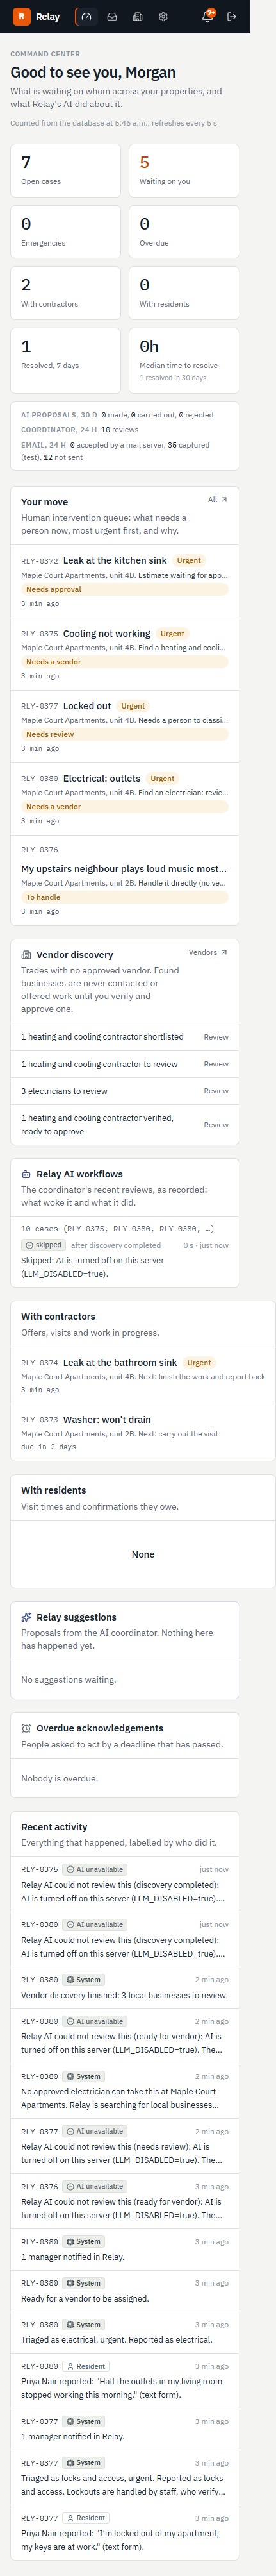 R Relay 9+
COMMAND CENTER
Good to see you, Morgan
What is waiting on whom across your properties, and
what Relay's AI did about it.
Counted from the database at 5:46 a.m.; refreshes every 5 s
7
Open cases
5
Waiting on you
0
Emergencies
0
Overdue
2
With contractors
0
With residents
1
Resolved, 7 days
0h
Median time to resolve
1 resolved in 30 days
AI PROPOSALS, 30 D 0 made, 0 carried out, 0 rejected
COORDINATOR, 24 H 10 reviews
EMAIL, 24 H 0 accepted by a mail server, 35 captured
(test), 12 not sent
Your move All
Human intervention queue: what needs a
person now, most urgent first, and why.
RLY-0372 Leak at the kitchen sink Urgent
Maple Court Apartments, unit 4B. Estimate waiting for app...
Needs approval
3 min ago
RLY-0375 Cooling not working Urgent
Maple Court Apartments, unit 2B. Find a heating and cooli...
Needs a vendor
3 min ago
RLY-0377 Locked out Urgent
Maple Court Apartments, unit 4B. Needs a person to classi...
Needs review
3 min ago
RLY-0380 Electrical: outlets Urgent
Maple Court Apartments, unit 4B. Find an electrician: revie...
Needs a vendor
3 min ago
RLY-0376
My upstairs neighbour plays loud music most...
Maple Court Apartments, unit 2B. Handle it directly (no ve...
To handle
3 min ago
Vendor discovery Vendors
Trades with no approved vendor. Found
businesses are never contacted or
offered work until you verify and
approve one.
1 heating and cooling contractor shortlisted Review
1 heating and cooling contractor to review Review
3 electricians to review Review
1 heating and cooling contractor verified,
ready to approve Review
Relay AI workflows
The coordinator's recent reviews, as recorded:
what woke it and what it did.
10 cases (RLY-0375, RLY-0380, RLY-0380, …)
skipped after discovery completed 0 s · just now
Skipped: AI is turned off on this server
(LLM_DISABLED=true).
With contractors
Offers, visits and work in progress.
RLY-0374 Leak at the bathroom sink Urgent
Maple Court Apartments, unit 4B. Next: finish the work and report back
3 min ago
RLY-0373 Washer: won't drain
Maple Court Apartments, unit 2B. Next: carry out the visit
due in 2 days
With residents
Visit times and confirmations they owe.
None
Relay suggestions
Proposals from the AI coordinator. Nothing here
has happened yet.
No suggestions waiting.
Overdue acknowledgements
People asked to act by a deadline that has passed.
Nobody is overdue.
Recent activity
Everything that happened, labelled by who did it.
RLY-0375 AI unavailable just now
Relay AI could not review this (discovery completed):
AI is turned off on this server (LLM_DISABLED=true)....
RLY-0380 AI unavailable just now
Relay AI could not review this (discovery completed):
AI is turned off on this server (LLM_DISABLED=true)....
RLY-0380 System 2 min ago
Vendor discovery finished: 3 local businesses to review.
RLY-0380 AI unavailable 2 min ago
Relay AI could not review this (ready for vendor): AI is
turned off on this server (LLM_DISABLED=true). The...
RLY-0380 System 2 min ago
No approved electrician can take this at Maple Court
Apartments. Relay is searching for local businesses...
RLY-0377 AI unavailable 2 min ago
Relay AI could not review this (needs review): AI is
turned off on this server (LLM_DISABLED=true). The...
RLY-0376 AI unavailable 3 min ago
Relay AI could not review this (ready for vendor): AI is
turned off on this server (LLM_DISABLED=true). The...
RLY-0380 System 3 min ago
1 manager notified in Relay.
RLY-0380 System 3 min ago
Ready for a vendor to be assigned.
RLY-0380 System 3 min ago
Triaged as electrical, urgent. Reported as electrical.
RLY-0380 Resident 3 min ago
Priya Nair reported: "Half the outlets in my living room
stopped working this morning." (text form).
RLY-0377 System 3 min ago
1 manager notified in Relay.
RLY-0377 System 3 min ago
Triaged as locks and access, urgent. Reported as locks
and access. Lockouts are handled by staff, who verify...
RLY-0377 Resident 3 min ago
Priya Nair reported: "I'm locked out of my apartment,
my keys are at work." (text form).